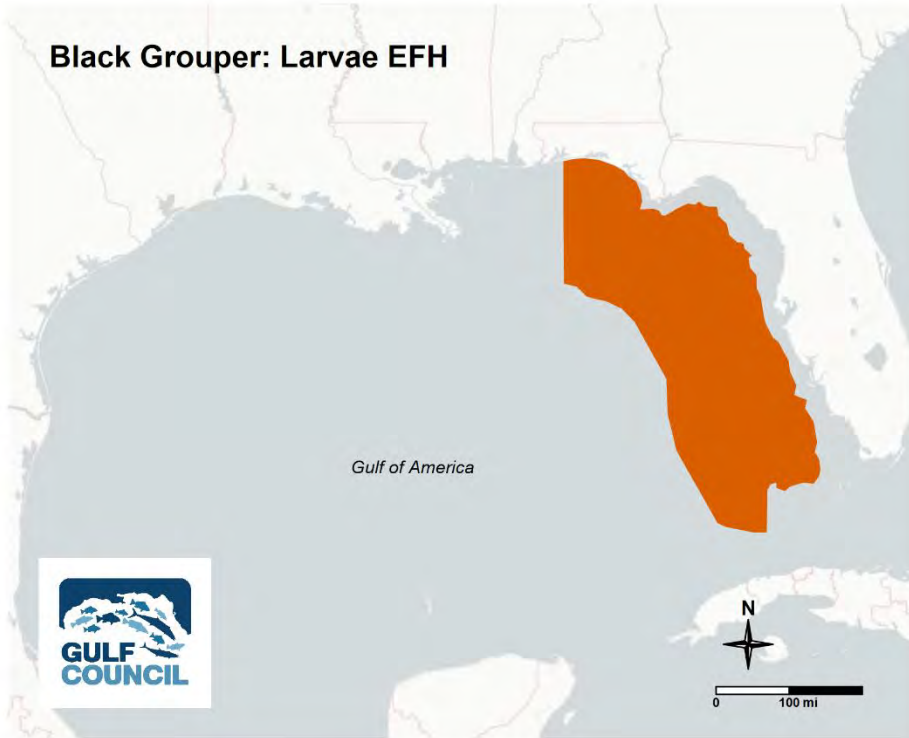 Black Grouper: Larvae EFH
Gulf of America
GULF
COUNCIL
N
0 100 mi